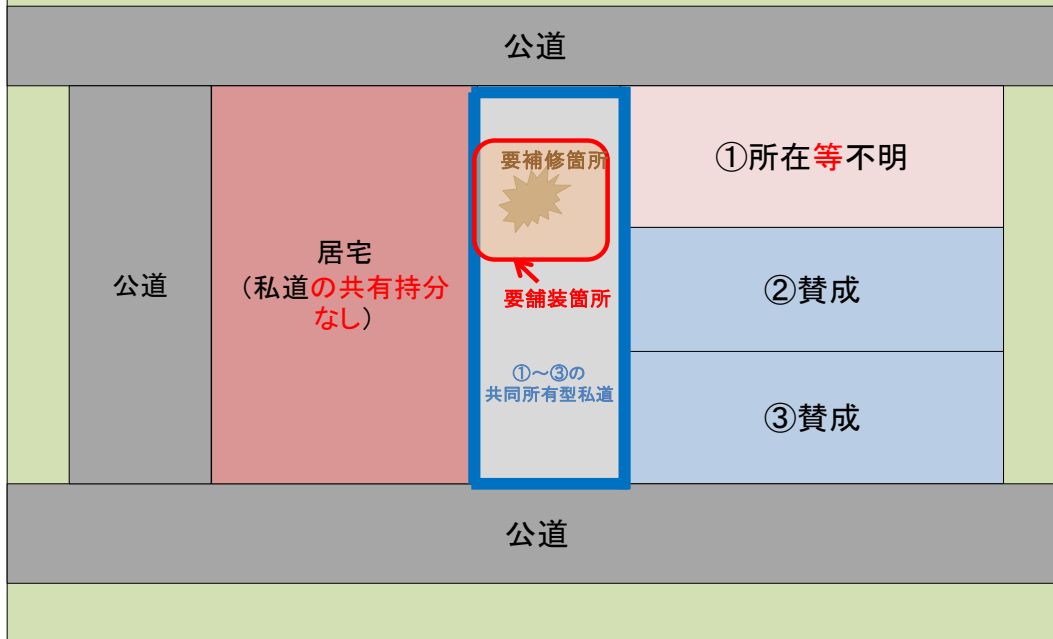 公道
要補修箇所
①所在等不明
居宅
(私道の共有持分
なし)
公道
②賛成
要舗装箇所
①～③の
共同所有型私道
③賛成
公道